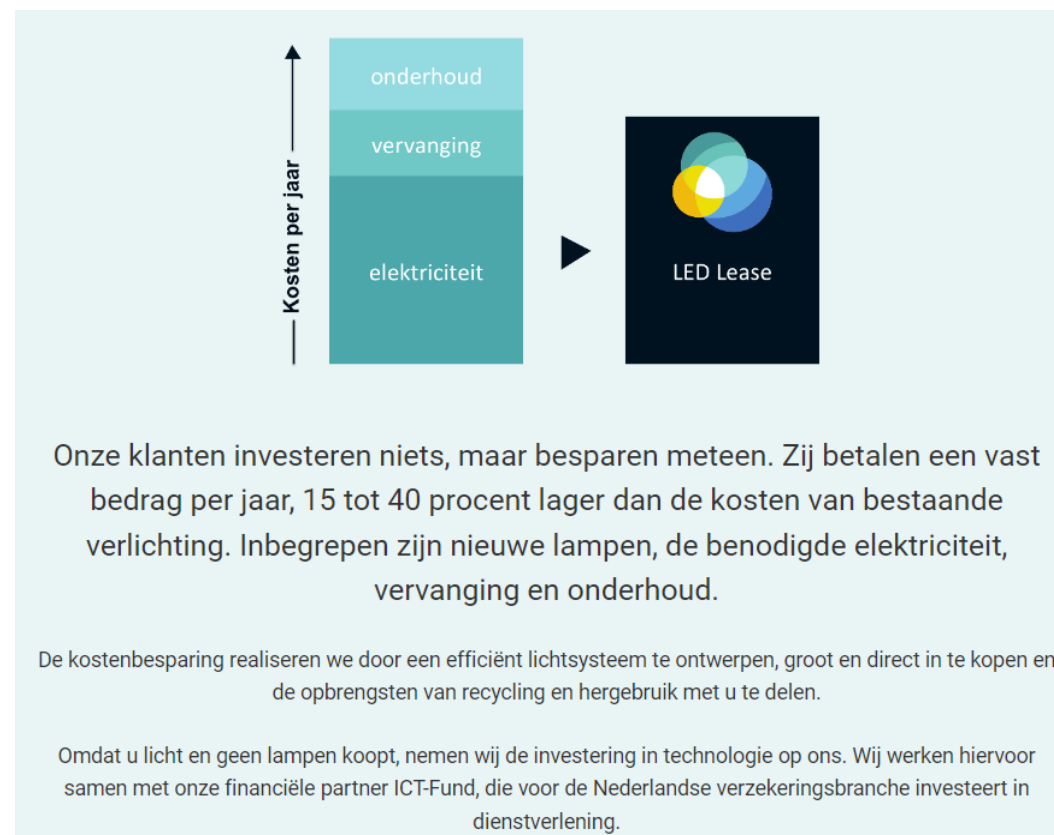 onderhoud
vervanging
elektriciteit
Kosten per jaar
LED Lease
Onze klanten investeren niets, maar besparen meteen. Zij betalen een vast
bedrag per jaar, 15 tot 40 procent lager dan de kosten van bestaande
verlichting. Inbegrepen zijn nieuwe lampen, de benodigde elektriciteit,
vervanging en onderhoud.
De kostenbesparing realiseren we door een efficiënt lichtsysteem te ontwerpen, groot en direct in te kopen en
de opbrengsten van recycling en hergebruik met u te delen.
Omdat u licht en geen lampen koopt, nemen wij de investering in technologie op ons. Wij werken hiervoor
samen met onze financiële partner ICT-Fund, die voor de Nederlandse verzekeringsbranche investeert in
dienstverlening.